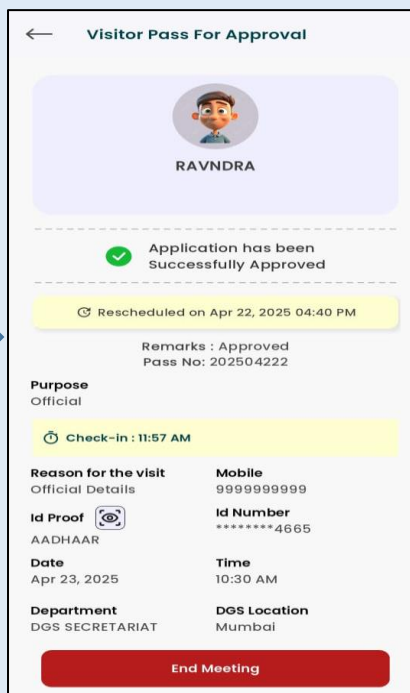 Visitor Pass For Approval
RAVNDRA
Application has been
Successfully Approved
Rescheduled on Apr 22, 2025 04:40 PM
Remarks : Approved
Pass No: 202504222
Purpose
Official
Check-in : 11:57 AM
Reason for the visit Mobile
Official Details 9999999999
Id Proof Id Number
AADHAAR ********4665
Date Time
Apr 23, 2025 10:30 AM
Department DGS Location
DGS SECRETARIAT Mumbai
End Meeting